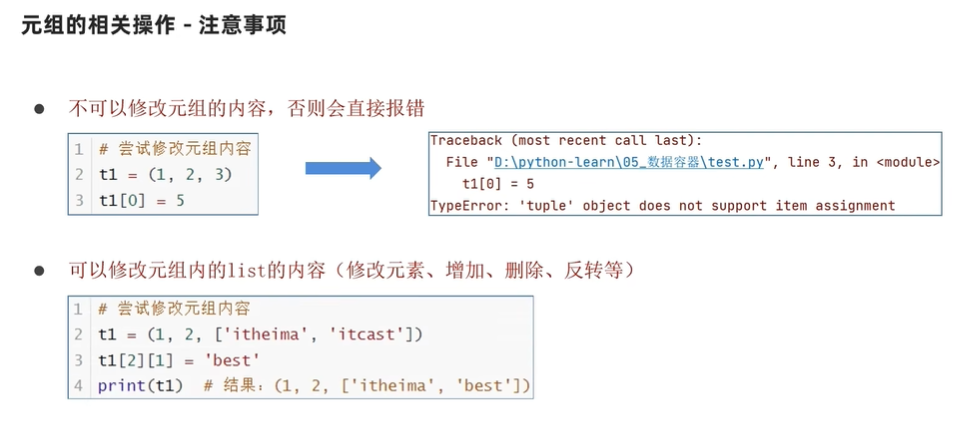 元组的相关操作 - 注意事项
● 不可以修改元组的内容，否则会直接报错
1 # 尝试修改元组内容
2 t1 = (1, 2, 3)
3 t1[0] = 5
Traceback (most recent call last):
File "D:\python-learn\05_数据容器\test.py", line 3, in <module>
t1[0] = 5
TypeError: 'tuple' object does not support item assignment
● 可以修改元组内的list的内容（修改元素、增加、删除、反转等）
1 # 尝试修改元组内容
2 t1 = (1, 2, ['itheima', 'itcast'])
3 t1[2][1] = 'best'
4 print(t1)  # 结果：(1, 2, ['itheima', 'best'])